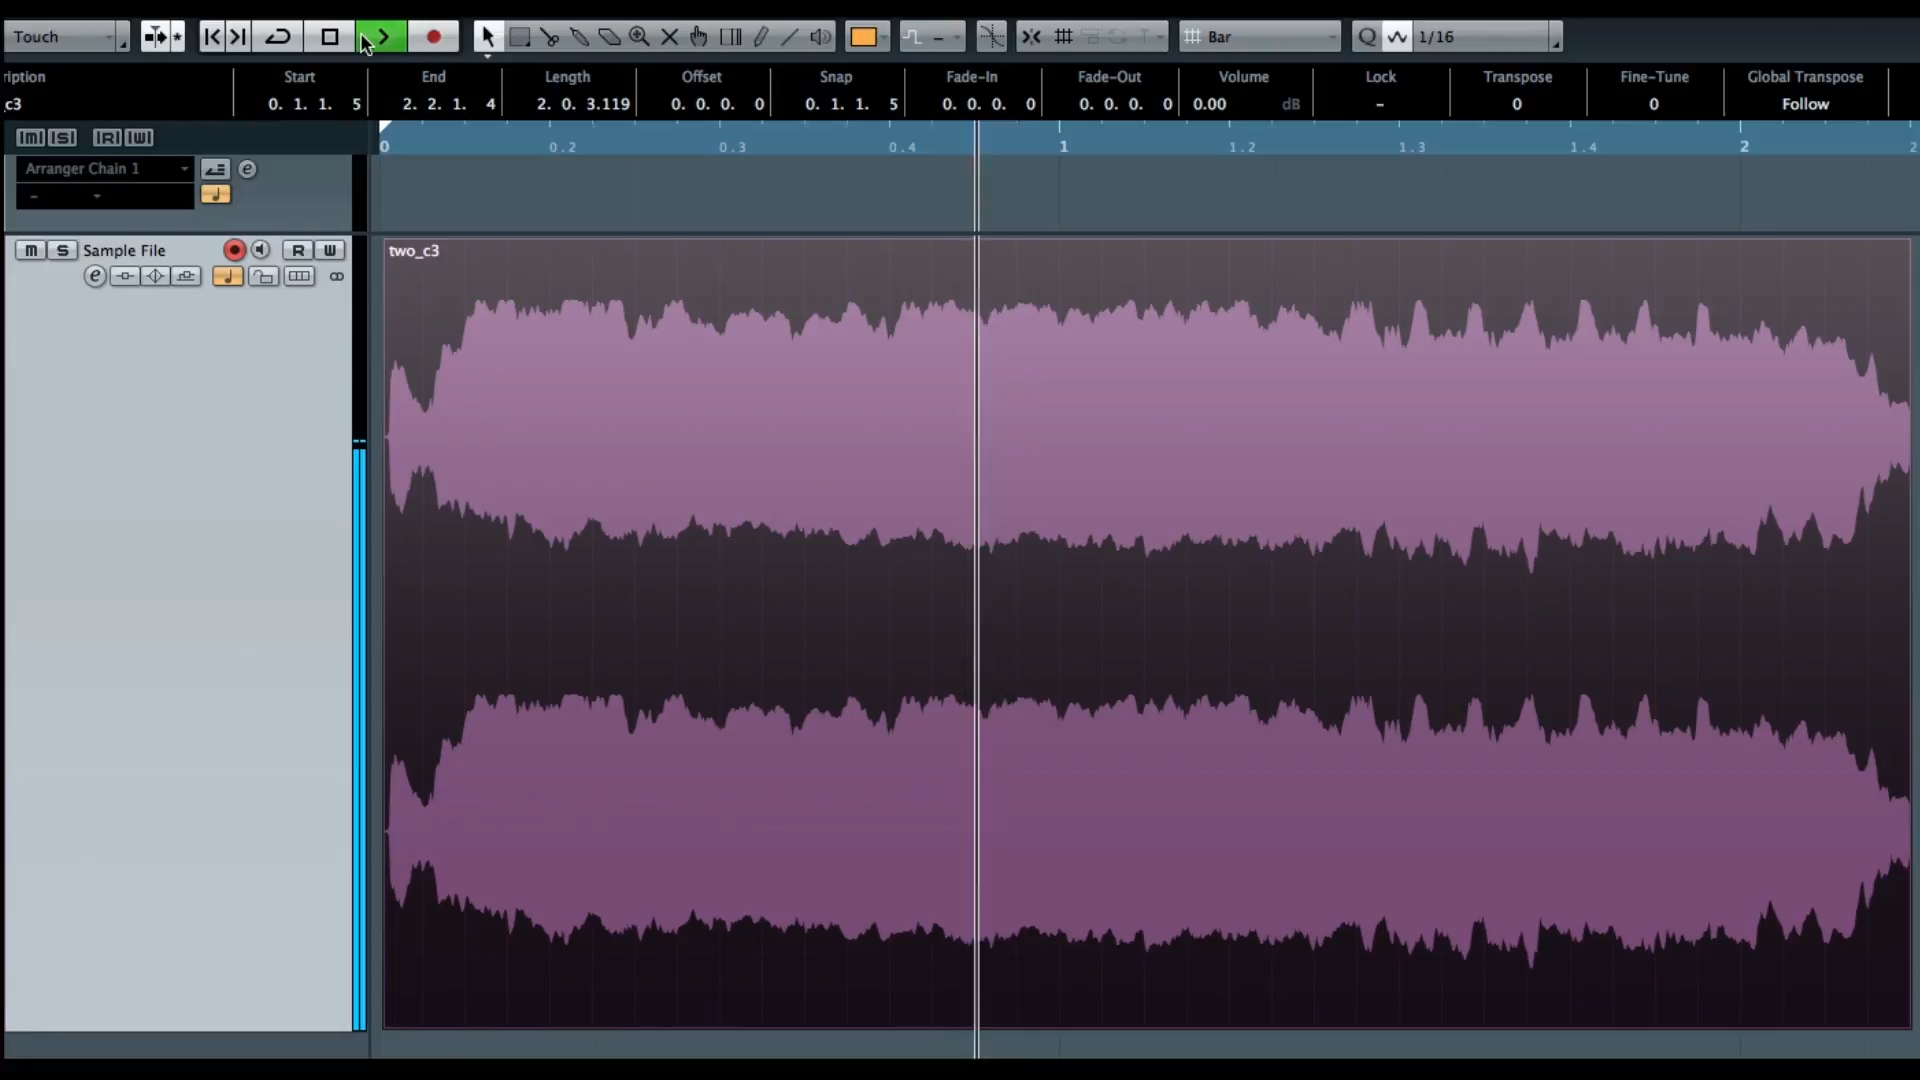 Touch
Bar
Q
1/16
ription
Start
End
Length
Offset
Snap
Fade-In
Fade-Out
Volume
Lock
Transpose
Fine-Tune
Global Transpose
_c3
0. 1. 1. 5
2. 2. 1. 4
2. 0. 3.119
0. 0. 0. 0
0. 1. 1. 5
0. 0. 0. 0
0. 0. 0. 0
0.00 dB
-
0
0
Follow
M S R W
0 0.2 0.3 0.4 1 1.2 1.3 1.4 2 2
Arranger Chain 1
e
-
M S Sample File R W
e
two_c3